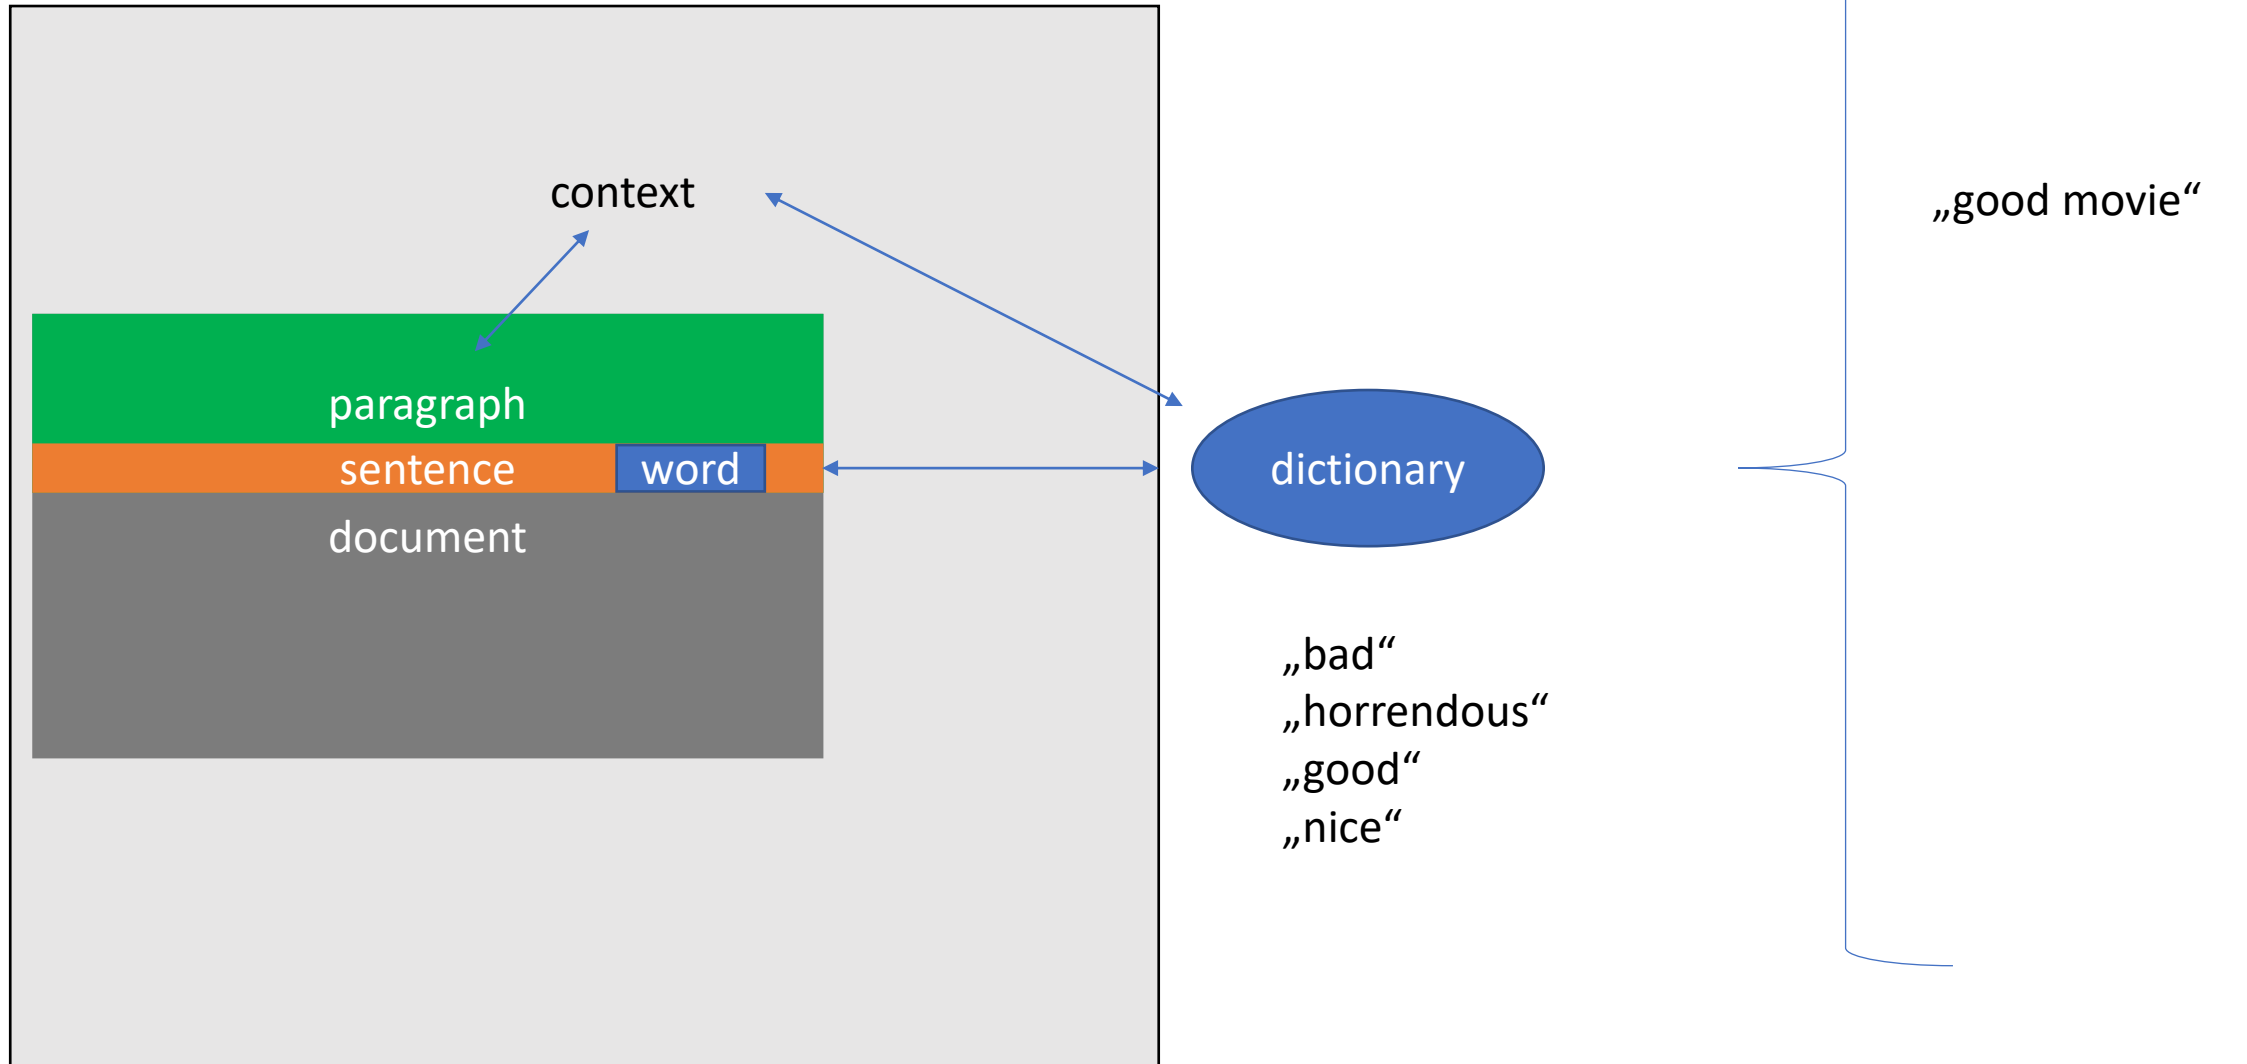 context
paragraph
sentence
word
document
dictionary
„bad“
„horrendous“
„good“
„nice“
„good movie“